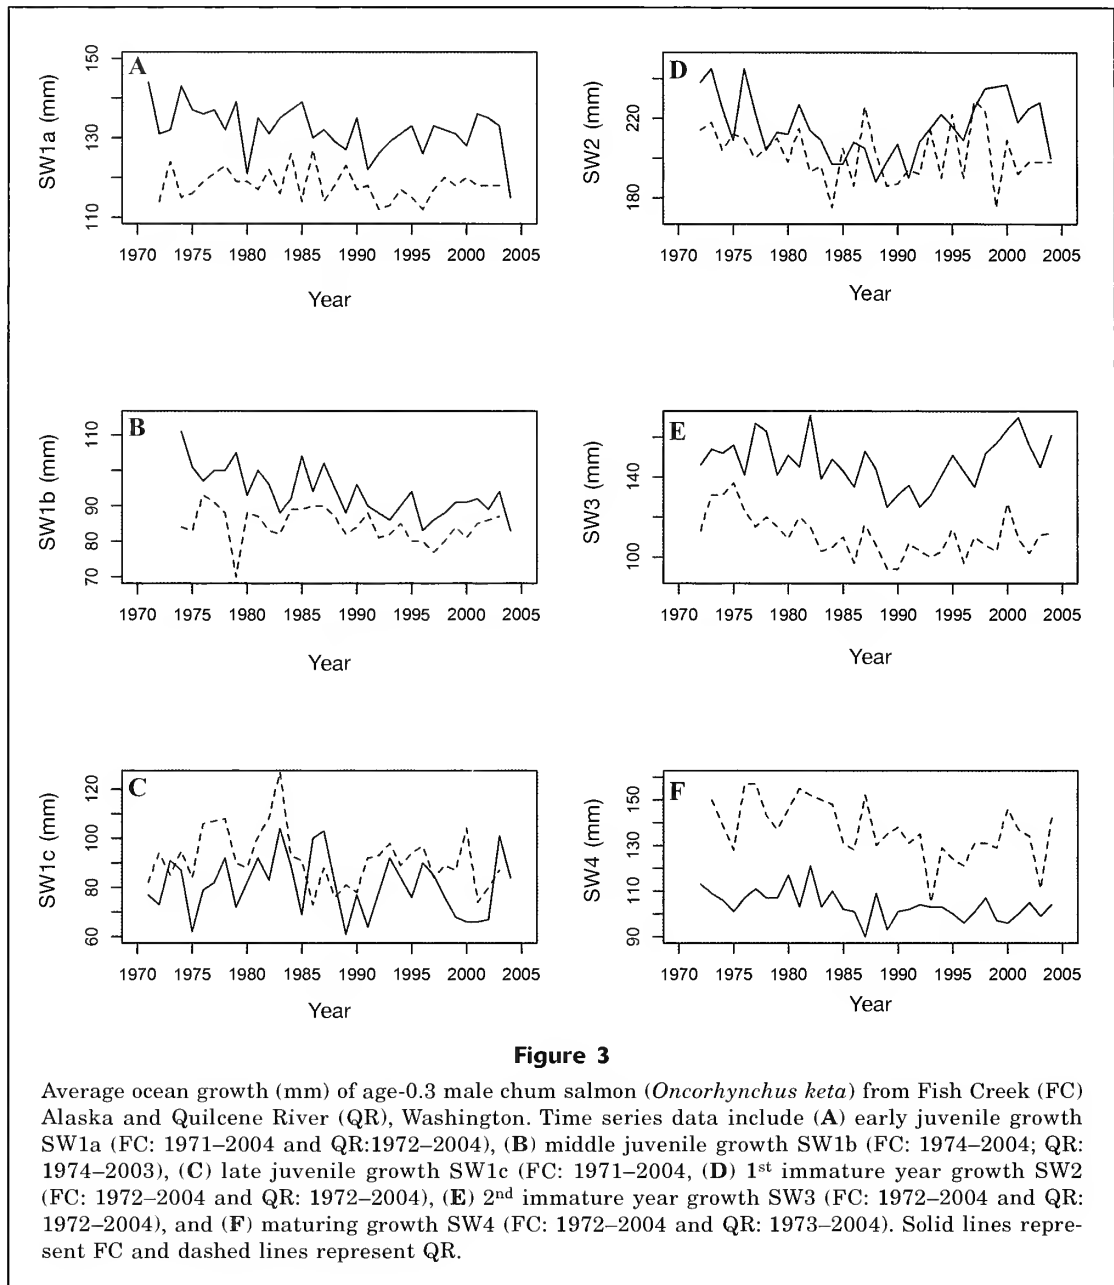 A
SW1a (mm)
110 130 150
1970 1975 1980 1985 1990 1995 2000 2005
Year
D
SW2 (mm)
180 220
1970 1975 1980 1985 1990 1995 2000 2005
Year
B
SW1b (mm)
70 80 90 110
1970 1975 1980 1985 1990 1995 2000 2005
Year
E
SW3 (mm)
100 140
1970 1975 1980 1985 1990 1995 2000 2005
Year
C
SW1c (mm)
60 80 100 120
1970 1975 1980 1985 1990 1995 2000 2005
Year
F
SW4 (mm)
90 110 130 150
1970 1975 1980 1985 1990 1995 2000 2005
Year
Figure 3
Average ocean growth (mm) of age-0.3 male chum salmon (Oncorhynchus keta) from Fish Creek (FC)
Alaska and Quilcene River (QR), Washington. Time series data include (A) early juvenile growth
SW1a (FC: 1971–2004 and QR:1972–2004), (B) middle juvenile growth SW1b (FC: 1974–2004; QR:
1974–2003), (C) late juvenile growth SW1c (FC: 1971–2004, (D) 1st immature year growth SW2
(FC: 1972–2004 and QR: 1972–2004), (E) 2nd immature year growth SW3 (FC: 1972–2004 and QR:
1972–2004), and (F) maturing growth SW4 (FC: 1972–2004 and QR: 1973–2004). Solid lines repre-
sent FC and dashed lines represent QR.